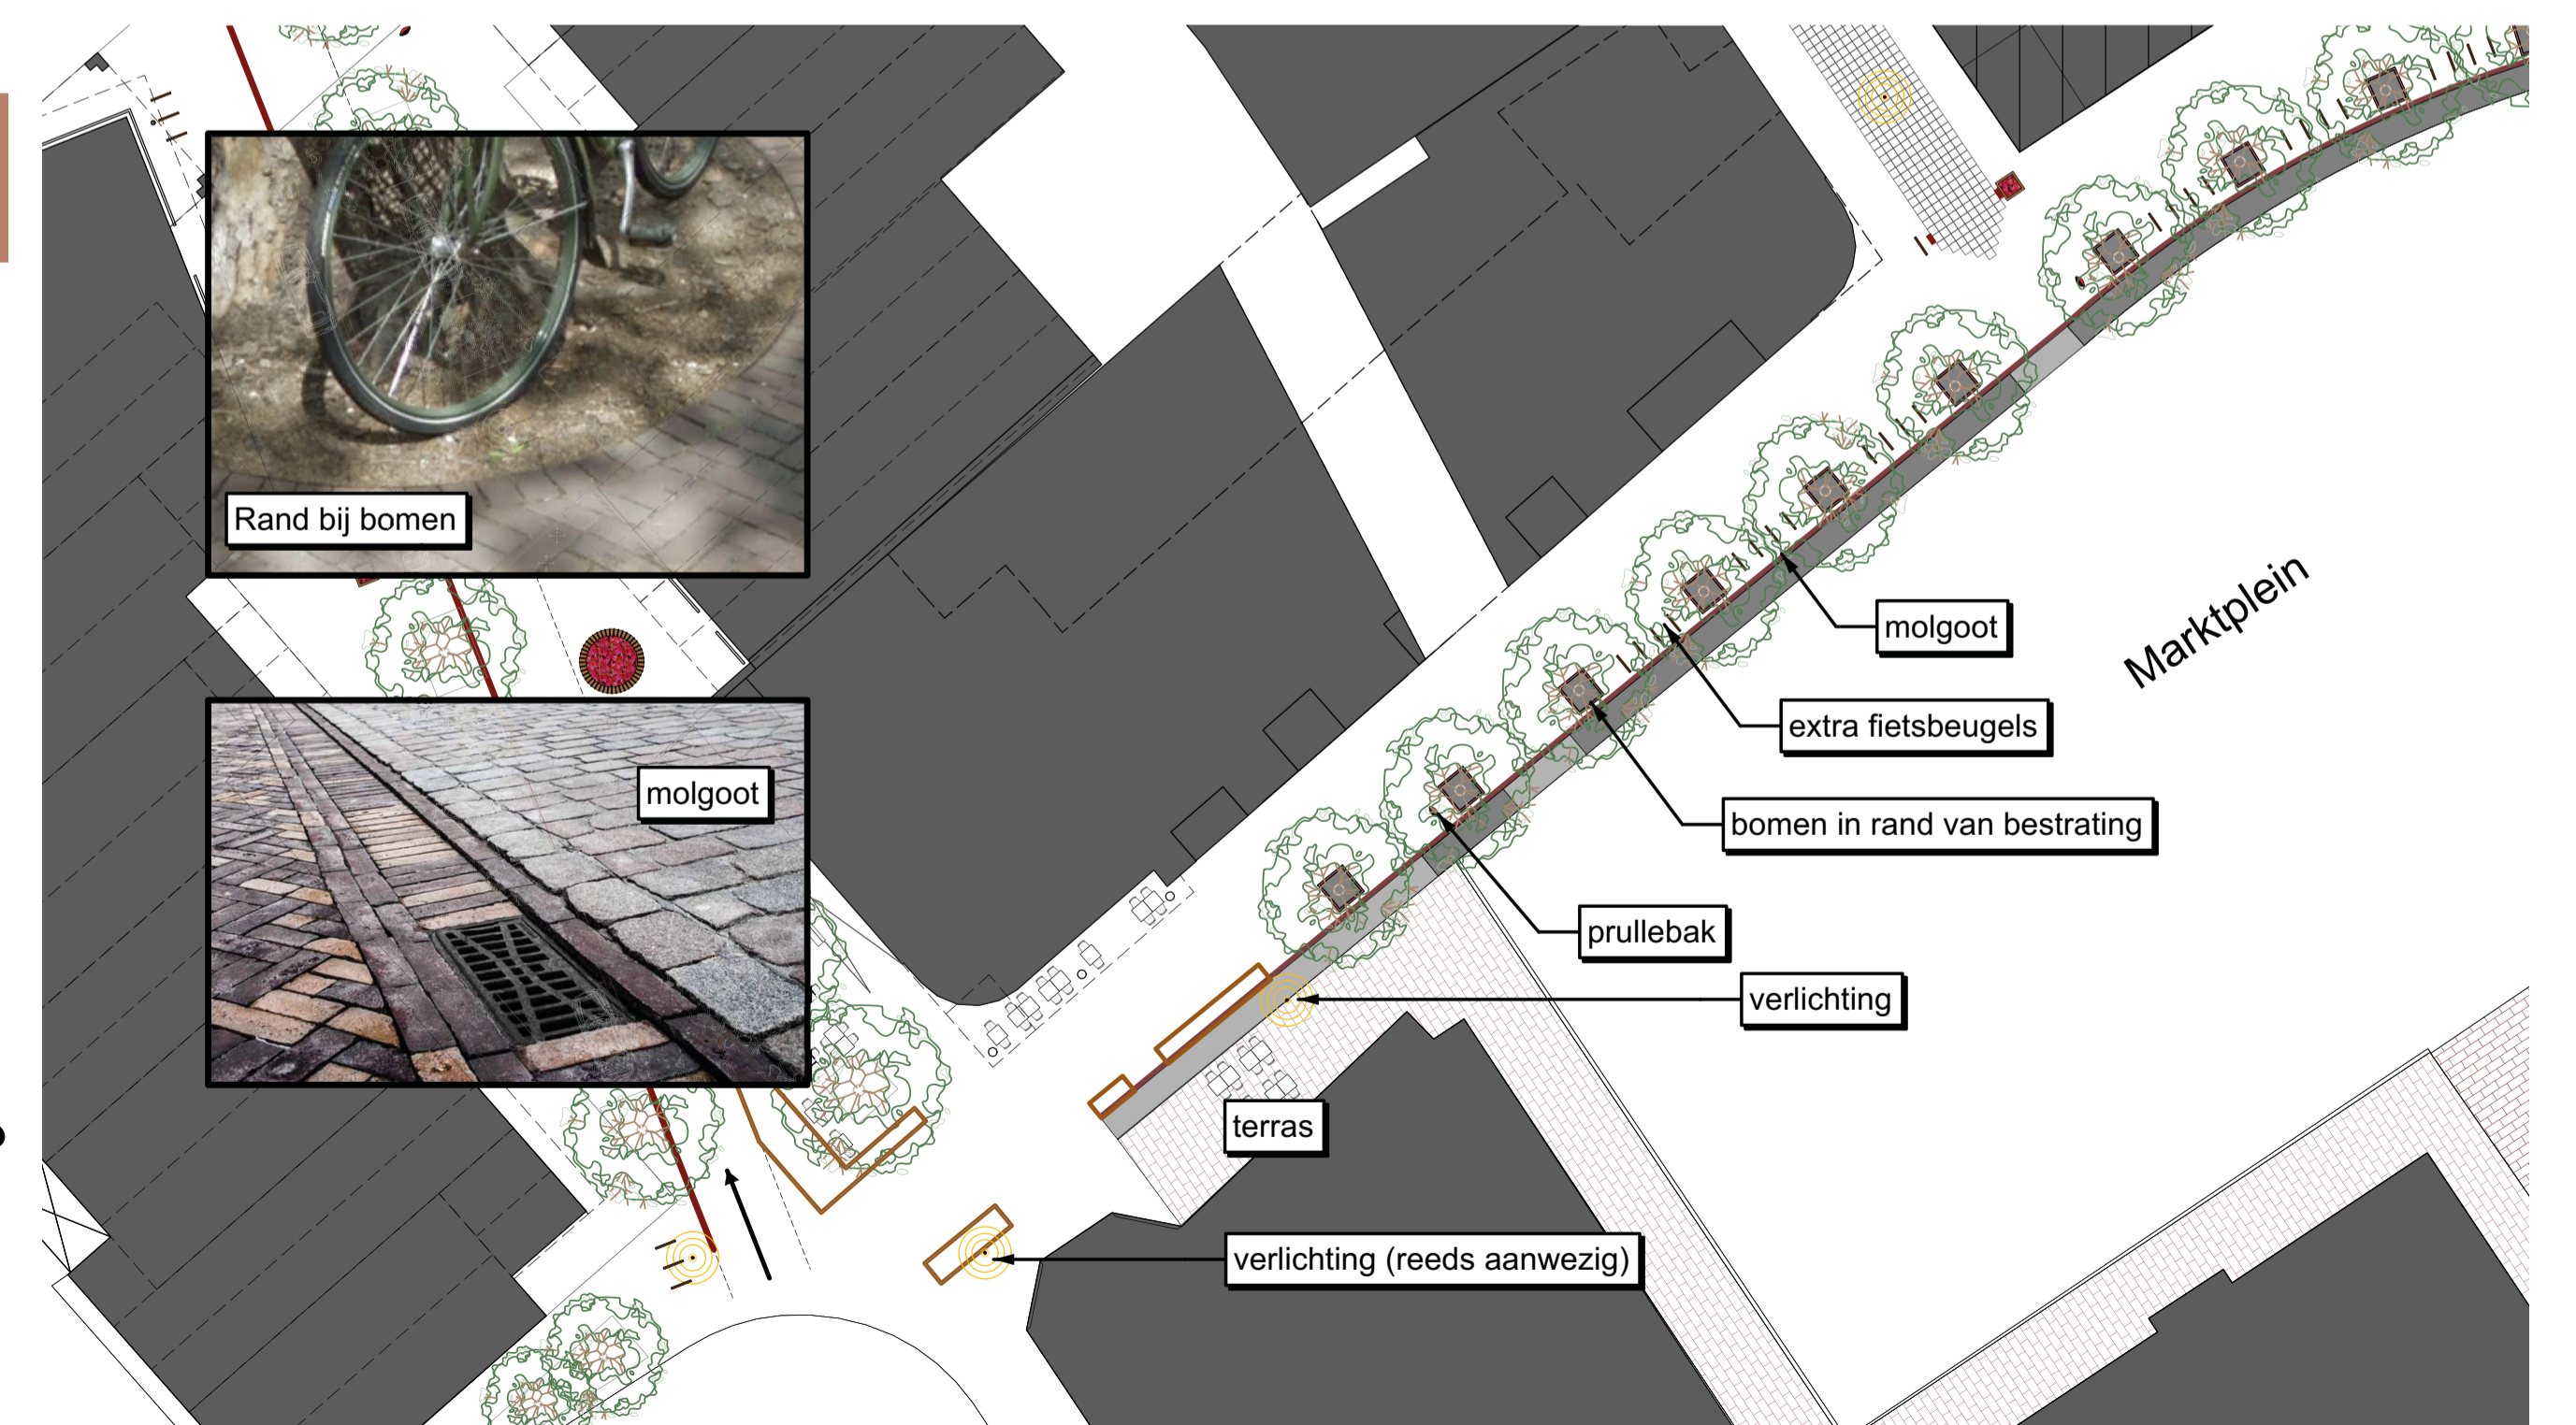 Rand bij bomen
molgoot
molgoot
extra fietsbeugels
bomen in rand van bestrating
prullebak
verlichting
terras
verlichting (reeds aanwezig)
Marktplein